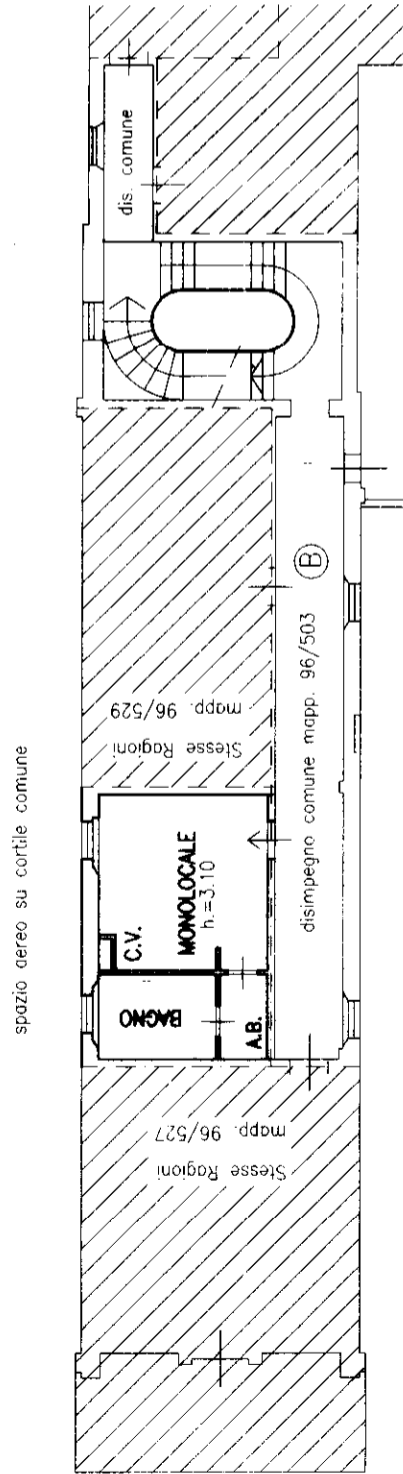 spazio aereo su cortile comune
dis. comune
Stesse Ragioni
mapp. 96/529
B
disimpegno comune mapp. 96/503
C.V.
MONOLOCALE
h.=3.10
BAGNO
A.B.
Stesse Ragioni
mapp. 96/527